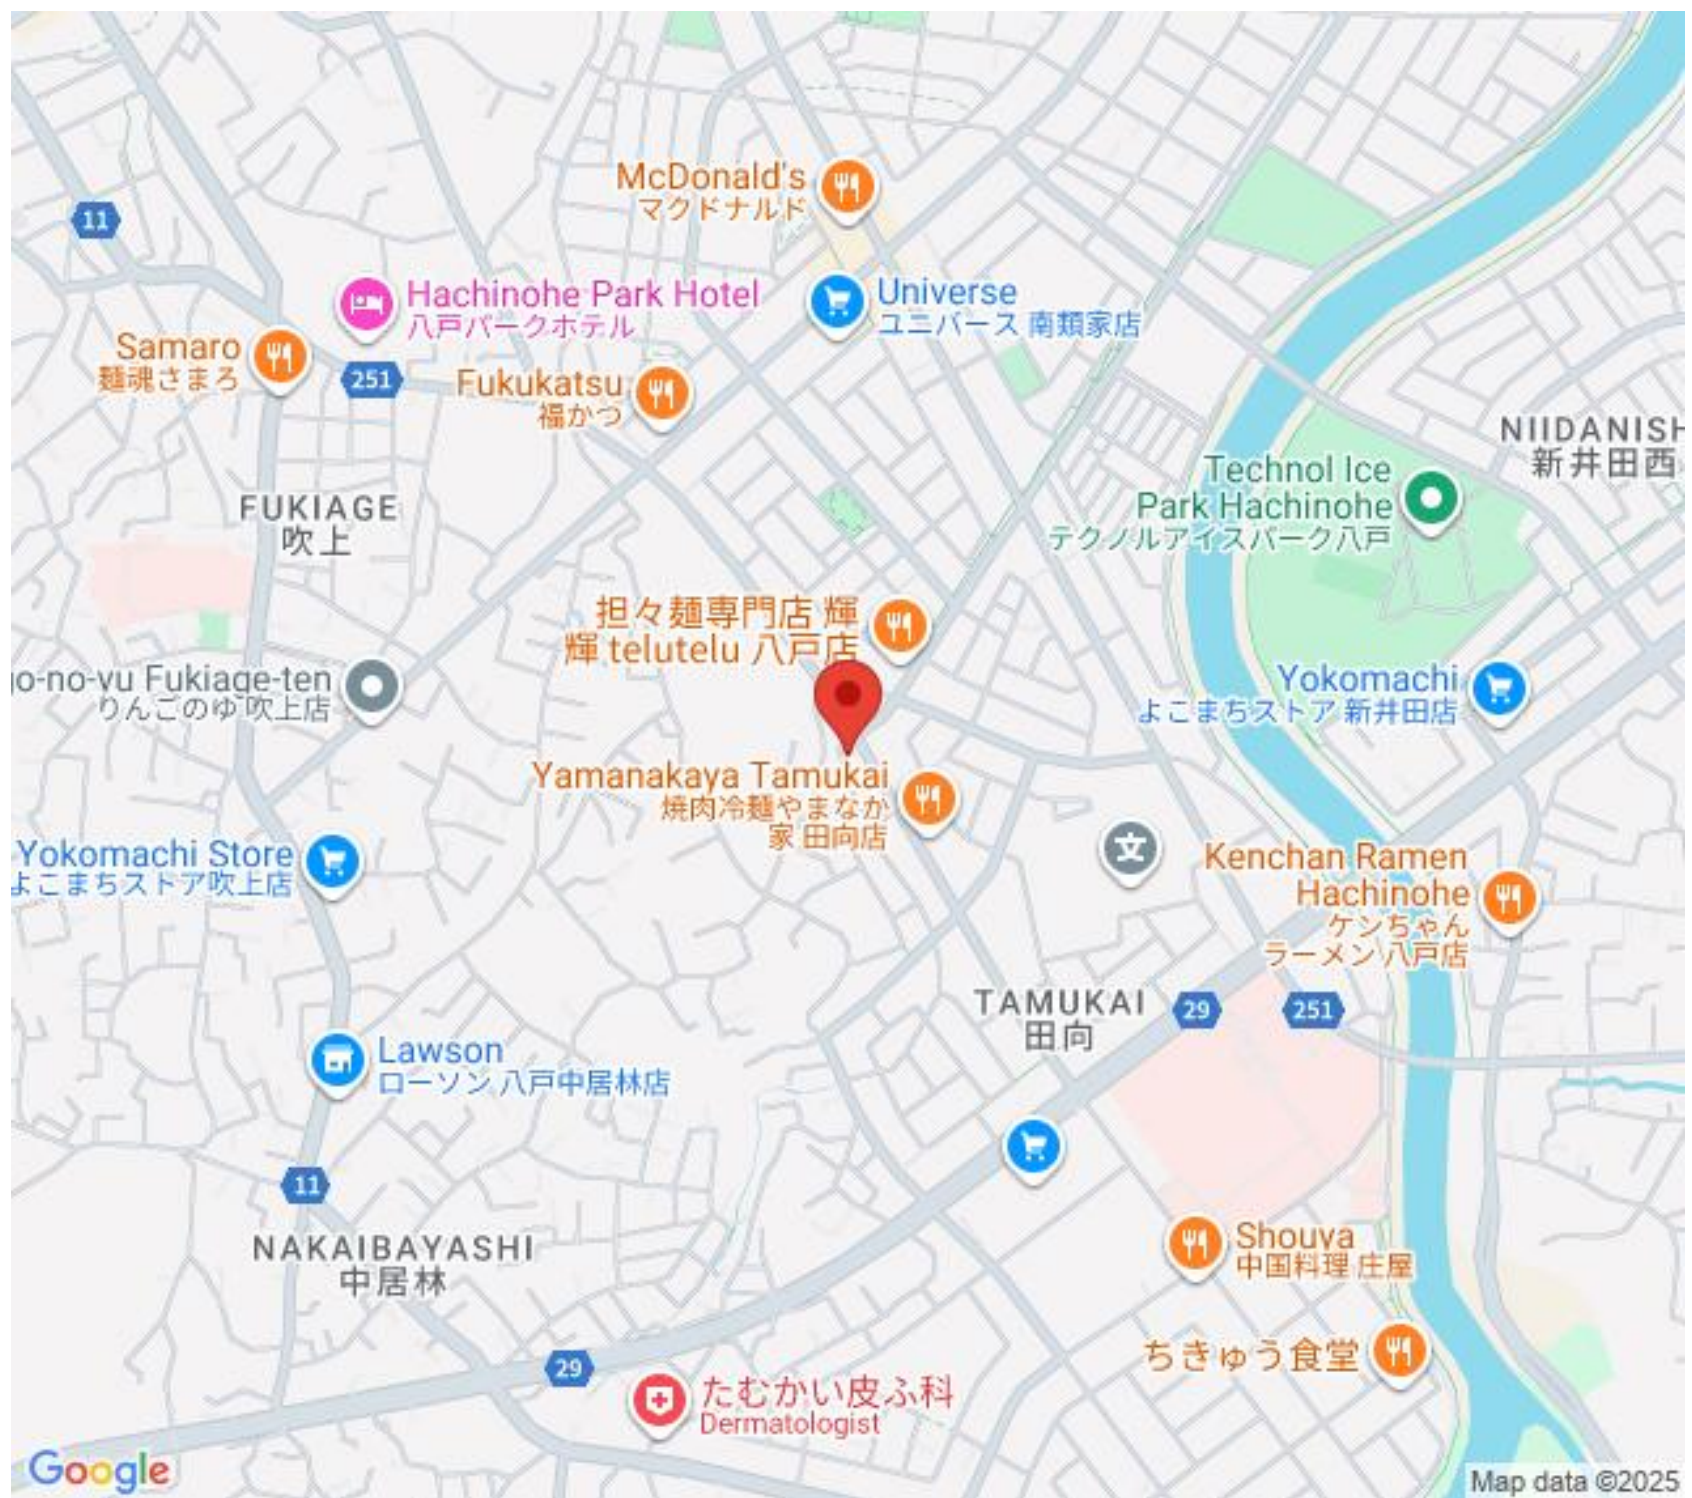 McDonald's
マクドナルド
11
Hachinohe Park Hotel
八戸パークホテル
Universe
ユニバース 南類家店
Samaro
麺魂さまろ
251
Fukukatsu
福かつ
NIIDANISH
新井田西
Technol Ice
Park Hachinohe
テクノルアイスパーク八戸
FUKIAGE
吹上
担々麺専門店 輝
輝 telutelu 八戸店
go-no-yu Fukiage-ten
りんごのゆ 吹上店
Yokomachi
よこまちストア 新井田店
Yamanakaya Tamukai
焼肉冷麺やまなか
家 田向店
文
Yokomachi Store
よこまちストア吹上店
Kenchan Ramen
Hachinohe
ケンちゃん
ラーメン 八戸店
TAMUKAI
田向
29
251
Lawson
ローソン 八戸中居林店
11
NAKAIBAYASHI
中居林
Shouya
中国料理 庄屋
ちきゅう食堂
29
たむかい皮ふ科
Dermatologist
Google
Map data ©2025